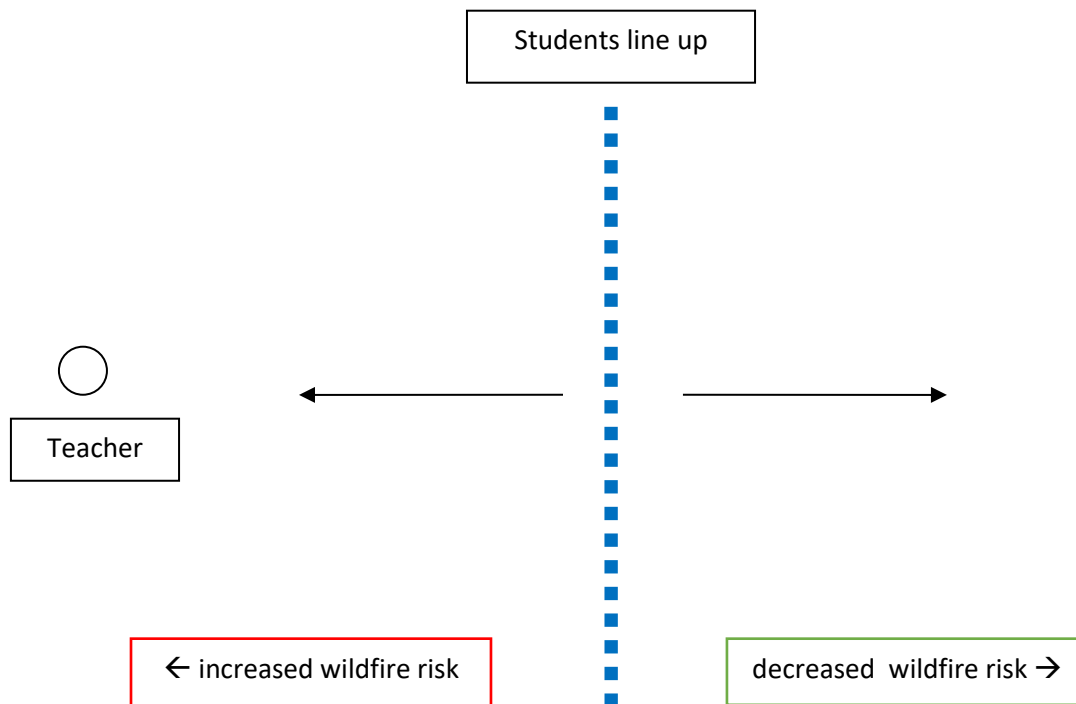 Students line up
Teacher
← increased wildfire risk
decreased  wildfire risk →